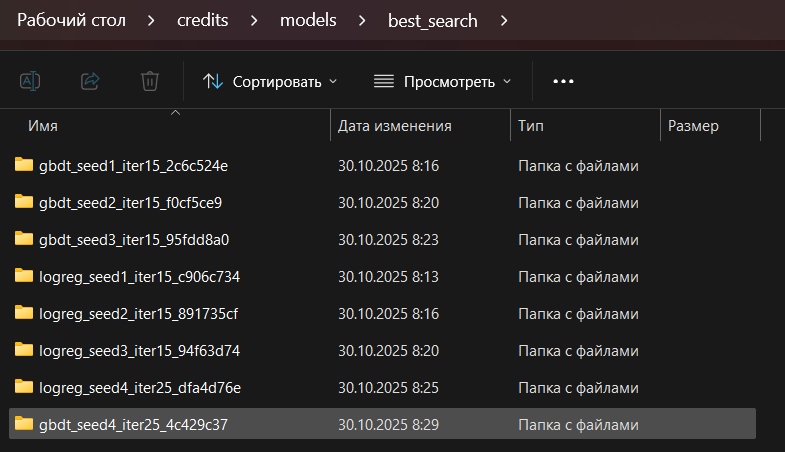 Рабочий стол > credits > models > best_search >
Сортировать Просмотреть •••
Имя Дата изменения Тип Размер
gbdt_seed1_iter15_2c6c524e 30.10.2025 8:16 Папка с файлами
gbdt_seed2_iter15_f0cf5ce9 30.10.2025 8:20 Папка с файлами
gbdt_seed3_iter15_95fdd8a0 30.10.2025 8:23 Папка с файлами
logreg_seed1_iter15_c906c734 30.10.2025 8:13 Папка с файлами
logreg_seed2_iter15_891735cf 30.10.2025 8:16 Папка с файлами
logreg_seed3_iter15_94f63d74 30.10.2025 8:20 Папка с файлами
logreg_seed4_iter25_dfa4d76e 30.10.2025 8:25 Папка с файлами
gbdt_seed4_iter25_4c429c37 30.10.2025 8:29 Папка с файлами